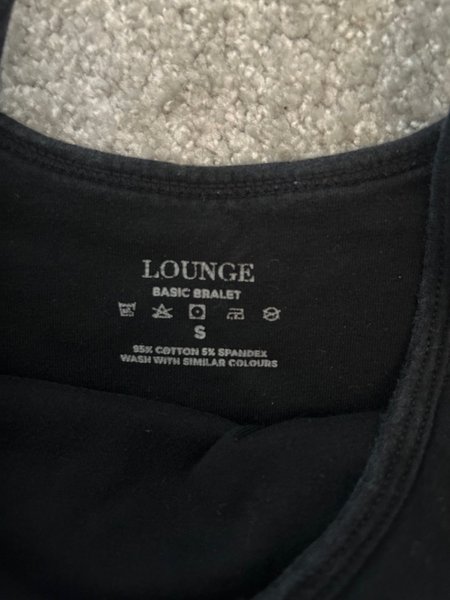 LOUNGE
BASIC BRALET
S
95% COTTON 5% SPANDEX
WASH WITH SIMILAR COLOURS